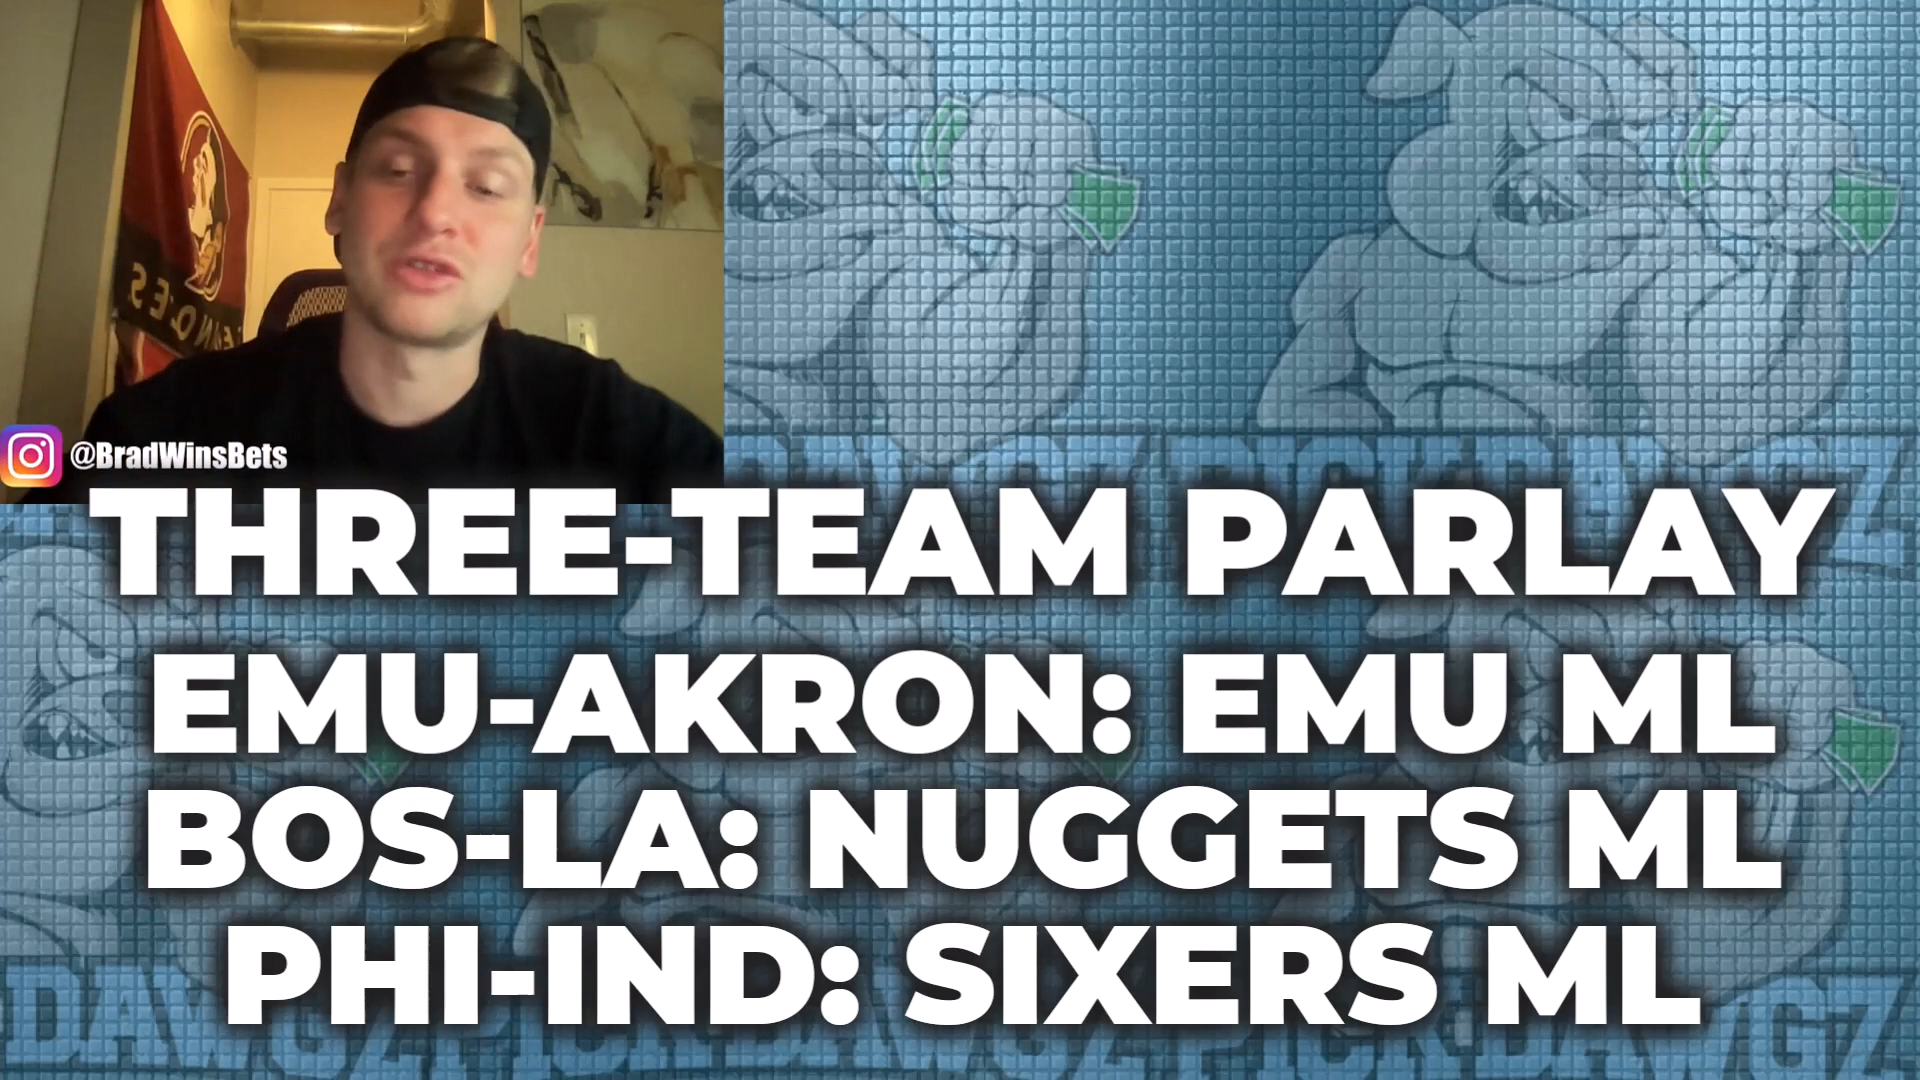 @BradWinsBets
THREE-TEAM PARLAY
EMU-AKRON: EMU ML
BOS-LA: NUGGETS ML
PHI-IND: SIXERS ML